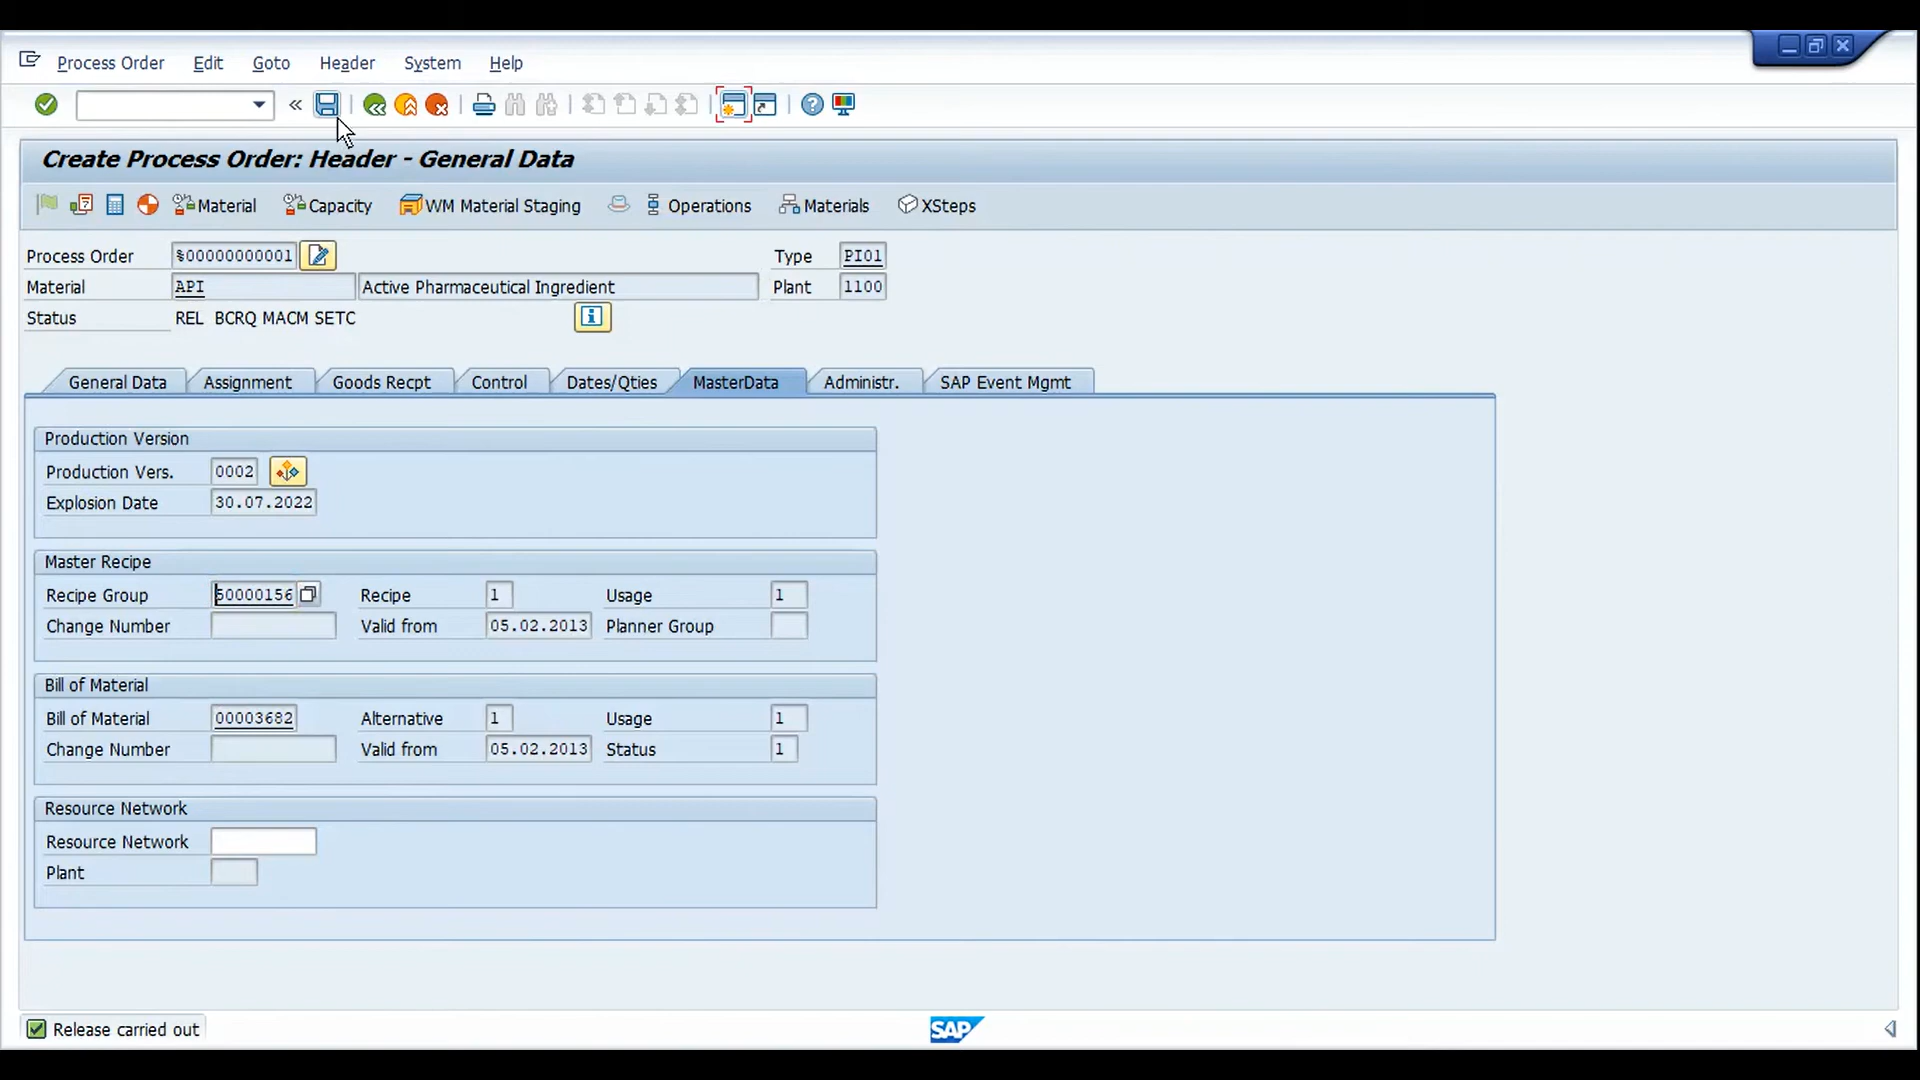 Process Order Edit Goto Header System Help
Create Process Order: Header - General Data
Material Capacity WM Material Staging Operations Materials XSteps
Process Order %00000000001 Type PI01
Material API Active Pharmaceutical Ingredient Plant 1100
Status REL BCRQ MACM SETC
General Data Assignment Goods Recpt Control Dates/Qties MasterData Administr. SAP Event Mgmt
Production Version
Production Vers. 0002
Explosion Date 30.07.2022
Master Recipe
Recipe Group 50000156 Recipe 1 Usage 1
Change Number Valid from 05.02.2013 Planner Group
Bill of Material
Bill of Material 00003682 Alternative 1 Usage 1
Change Number Valid from 05.02.2013 Status 1
Resource Network
Resource Network
Plant
Release carried out SAP